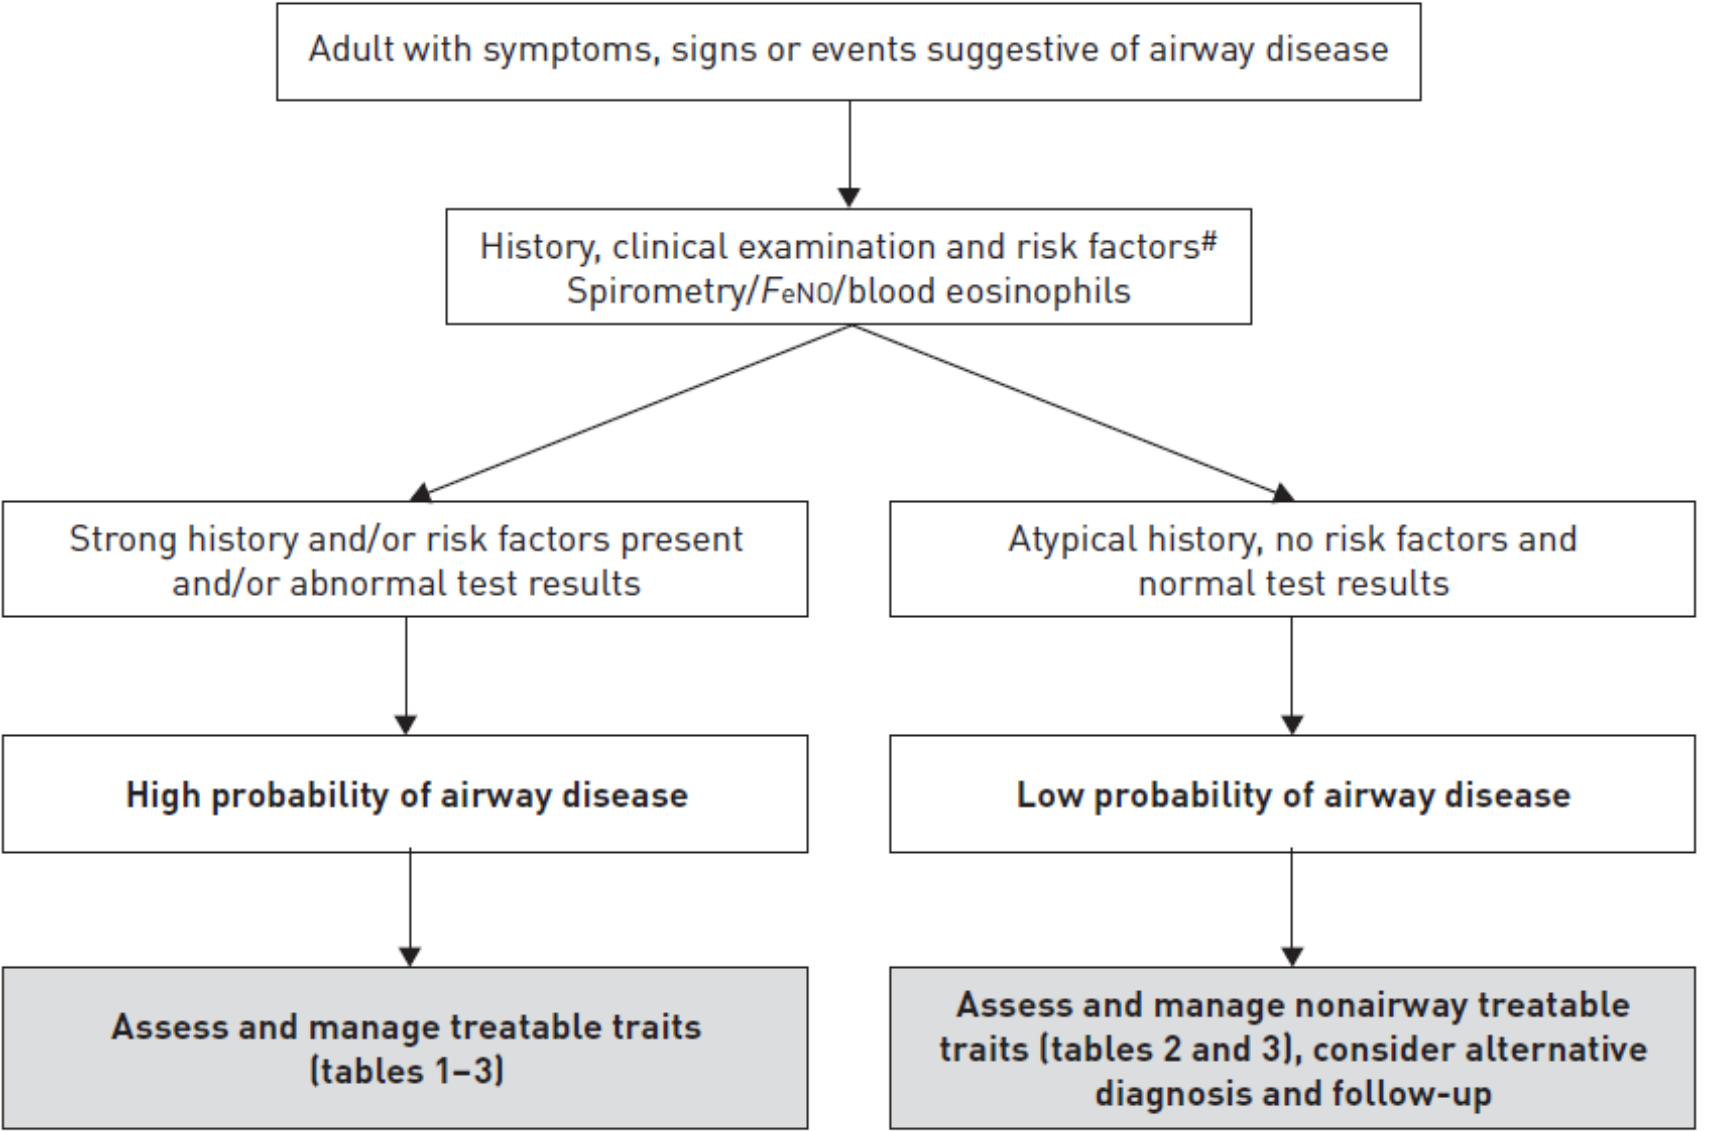 Adult with symptoms, signs or events suggestive of airway disease
History, clinical examination and risk factors#
Spirometry/FeNO/blood eosinophils
Strong history and/or risk factors present
and/or abnormal test results
Atypical history, no risk factors and
normal test results
High probability of airway disease
Low probability of airway disease
Assess and manage treatable traits
(tables 1–3)
Assess and manage nonairway treatable
traits (tables 2 and 3), consider alternative
diagnosis and follow-up